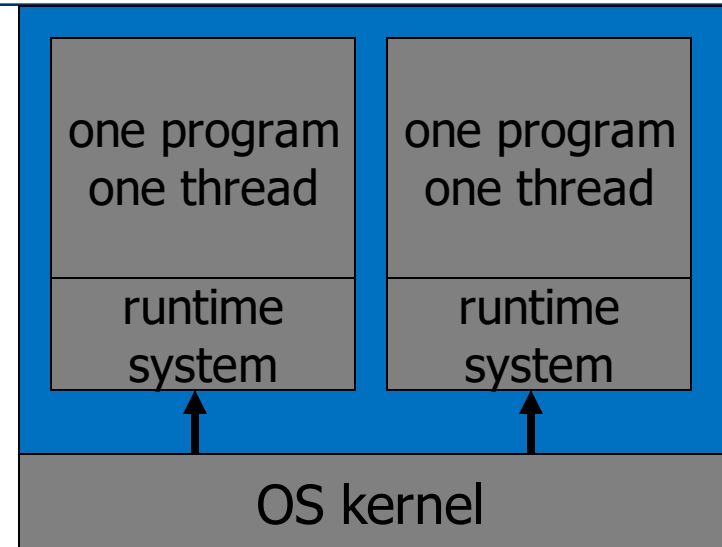 one program
one thread
runtime
system
one program
one thread
runtime
system
OS kernel